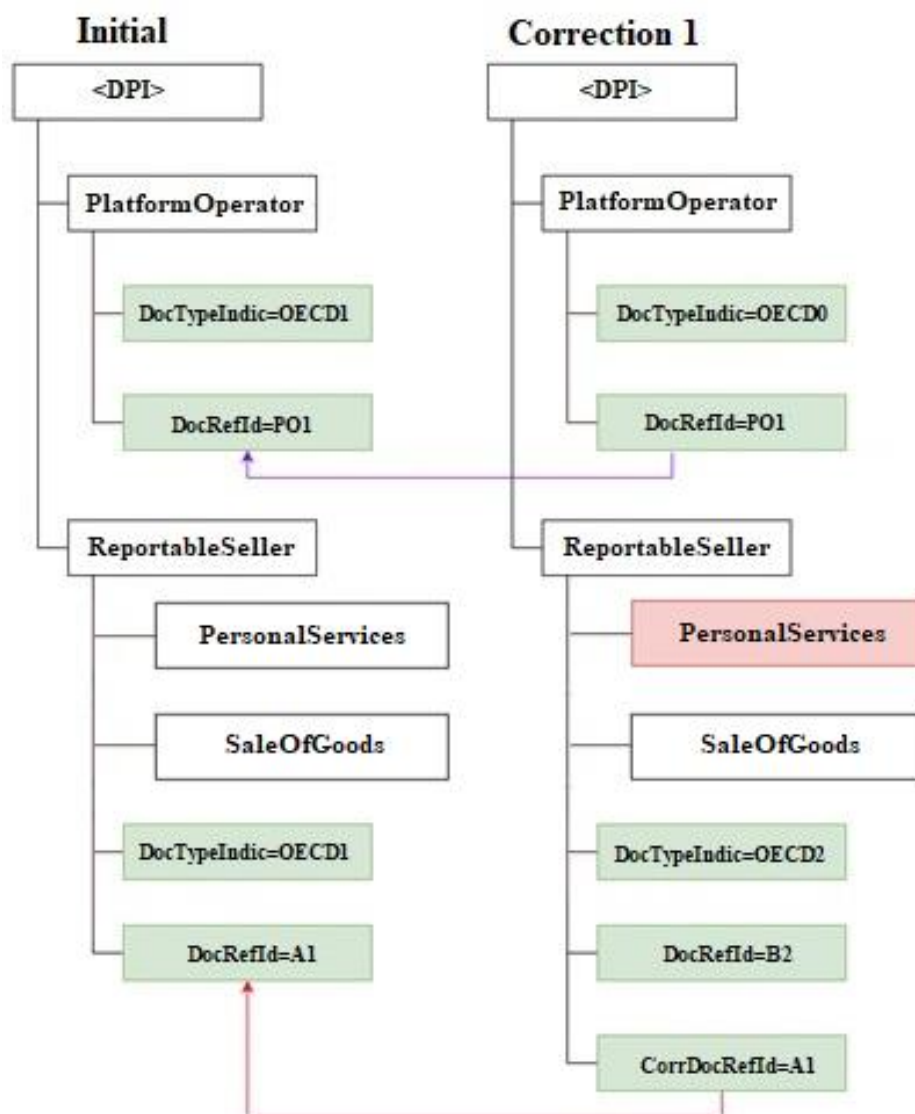 Initial
<DPI>
PlatformOperator
DocTypeIndic=OECD1
DocRefId=PO1
ReportableSeller
PersonalServices
SaleOfGoods
DocTypeIndic=OECD1
DocRefId=A1
Correction 1
<DPI>
PlatformOperator
DocTypeIndic=OECD0
DocRefId=PO1
ReportableSeller
PersonalServices
SaleOfGoods
DocTypeIndic=OECD2
DocRefId=B2
CorrDocRefId=A1